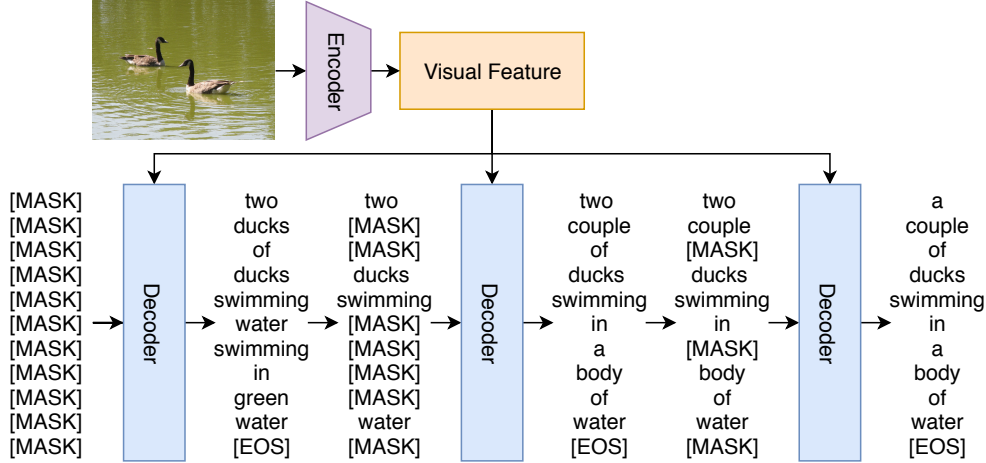 Encoder
Visual Feature
[MASK]
[MASK]
[MASK]
[MASK]
[MASK]
[MASK]
[MASK]
[MASK]
[MASK]
[MASK]
[MASK]
Decoder
two
ducks
of
ducks
swimming
water
swimming
in
green
water
[EOS]
two
[MASK]
[MASK]
ducks
swimming
[MASK]
[MASK]
[MASK]
[MASK]
water
[MASK]
Decoder
two
couple
of
ducks
swimming
in
a
body
of
water
[EOS]
two
couple
[MASK]
ducks
swimming
in
[MASK]
body
of
water
[MASK]
Decoder
a
couple
of
ducks
swimming
in
a
body
of
water
[EOS]